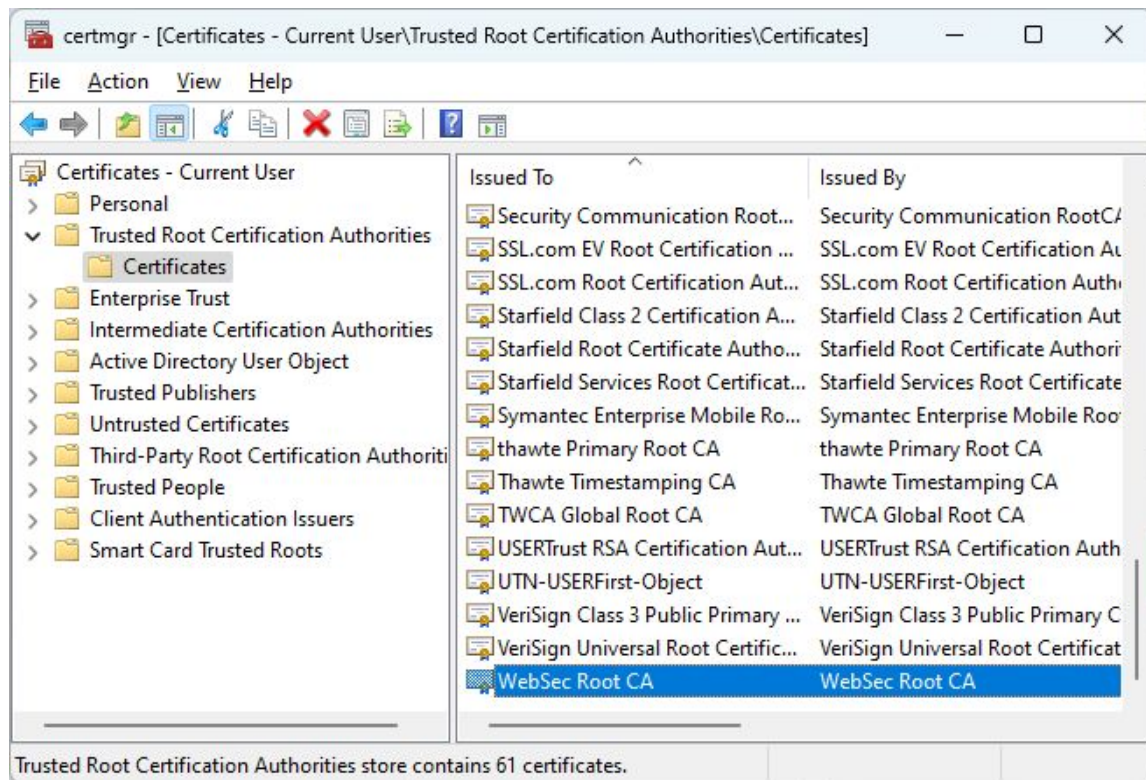 certmgr - [Certificates - Current User\Trusted Root Certification Authorities\Certificates]
File Action View Help
Certificates - Current User
Personal
Trusted Root Certification Authorities
Certificates
Enterprise Trust
Intermediate Certification Authorities
Active Directory User Object
Trusted Publishers
Untrusted Certificates
Third-Party Root Certification Authoriti
Trusted People
Client Authentication Issuers
Smart Card Trusted Roots
Issued To Issued By
Security Communication Root... Security Communication RootCA
SSL.com EV Root Certification ... SSL.com EV Root Certification Au
SSL.com Root Certification Aut... SSL.com Root Certification Autho
Starfield Class 2 Certification A... Starfield Class 2 Certification Aut
Starfield Root Certificate Autho... Starfield Root Certificate Authori
Starfield Services Root Certificat... Starfield Services Root Certificate
Symantec Enterprise Mobile Ro... Symantec Enterprise Mobile Roo
thawte Primary Root CA thawte Primary Root CA
Thawte Timestamping CA Thawte Timestamping CA
TWCA Global Root CA TWCA Global Root CA
USERTrust RSA Certification Aut... USERTrust RSA Certification Auth
UTN-USERFirst-Object UTN-USERFirst-Object
VeriSign Class 3 Public Primary ... VeriSign Class 3 Public Primary C
VeriSign Universal Root Certific... VeriSign Universal Root Certificat
WebSec Root CA WebSec Root CA
Trusted Root Certification Authorities store contains 61 certificates.